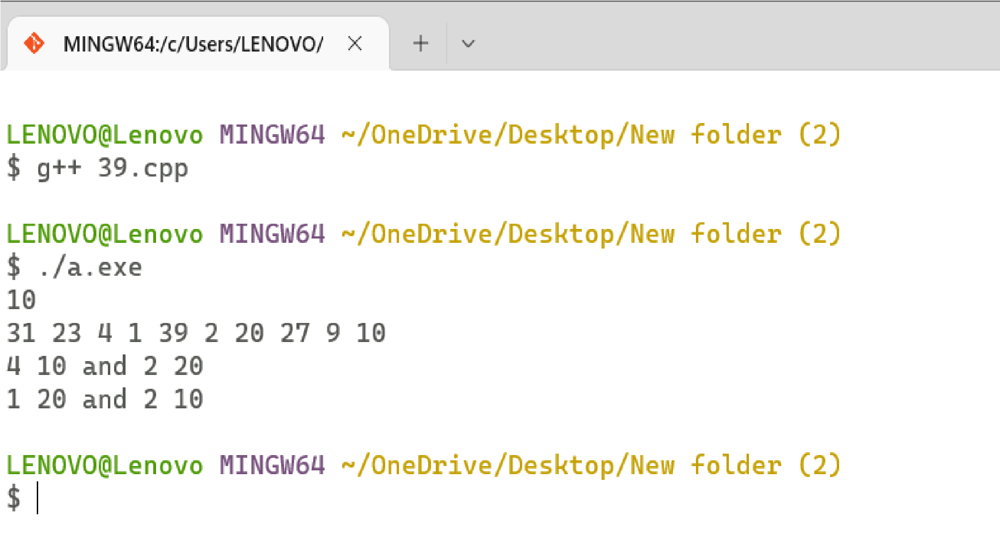 MINGW64:/c/Users/LENOVO/
LENOVO@Lenovo MINGW64 ~/OneDrive/Desktop/New folder (2)
$ g++ 39.cpp
LENOVO@Lenovo MINGW64 ~/OneDrive/Desktop/New folder (2)
$ ./a.exe
10
31 23 4 1 39 2 20 27 9 10
4 10 and 2 20
1 20 and 2 10
LENOVO@Lenovo MINGW64 ~/OneDrive/Desktop/New folder (2)
$